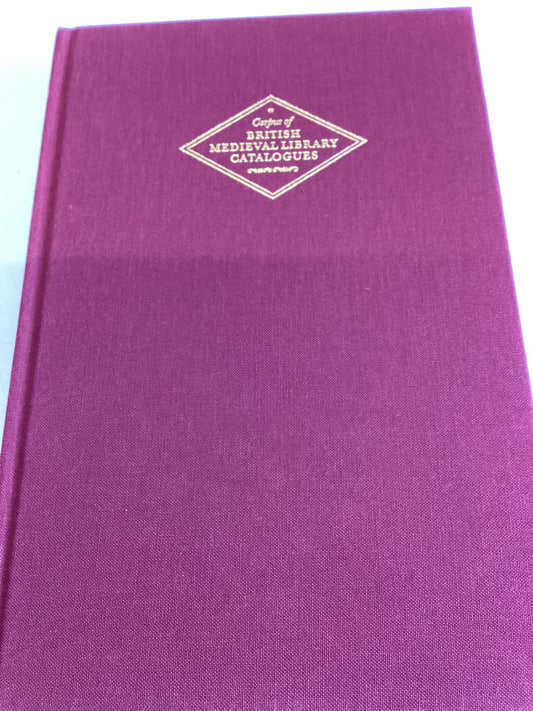 Corpus of
BRITISH
MEDIEVAL LIBRARY
CATALOGUES